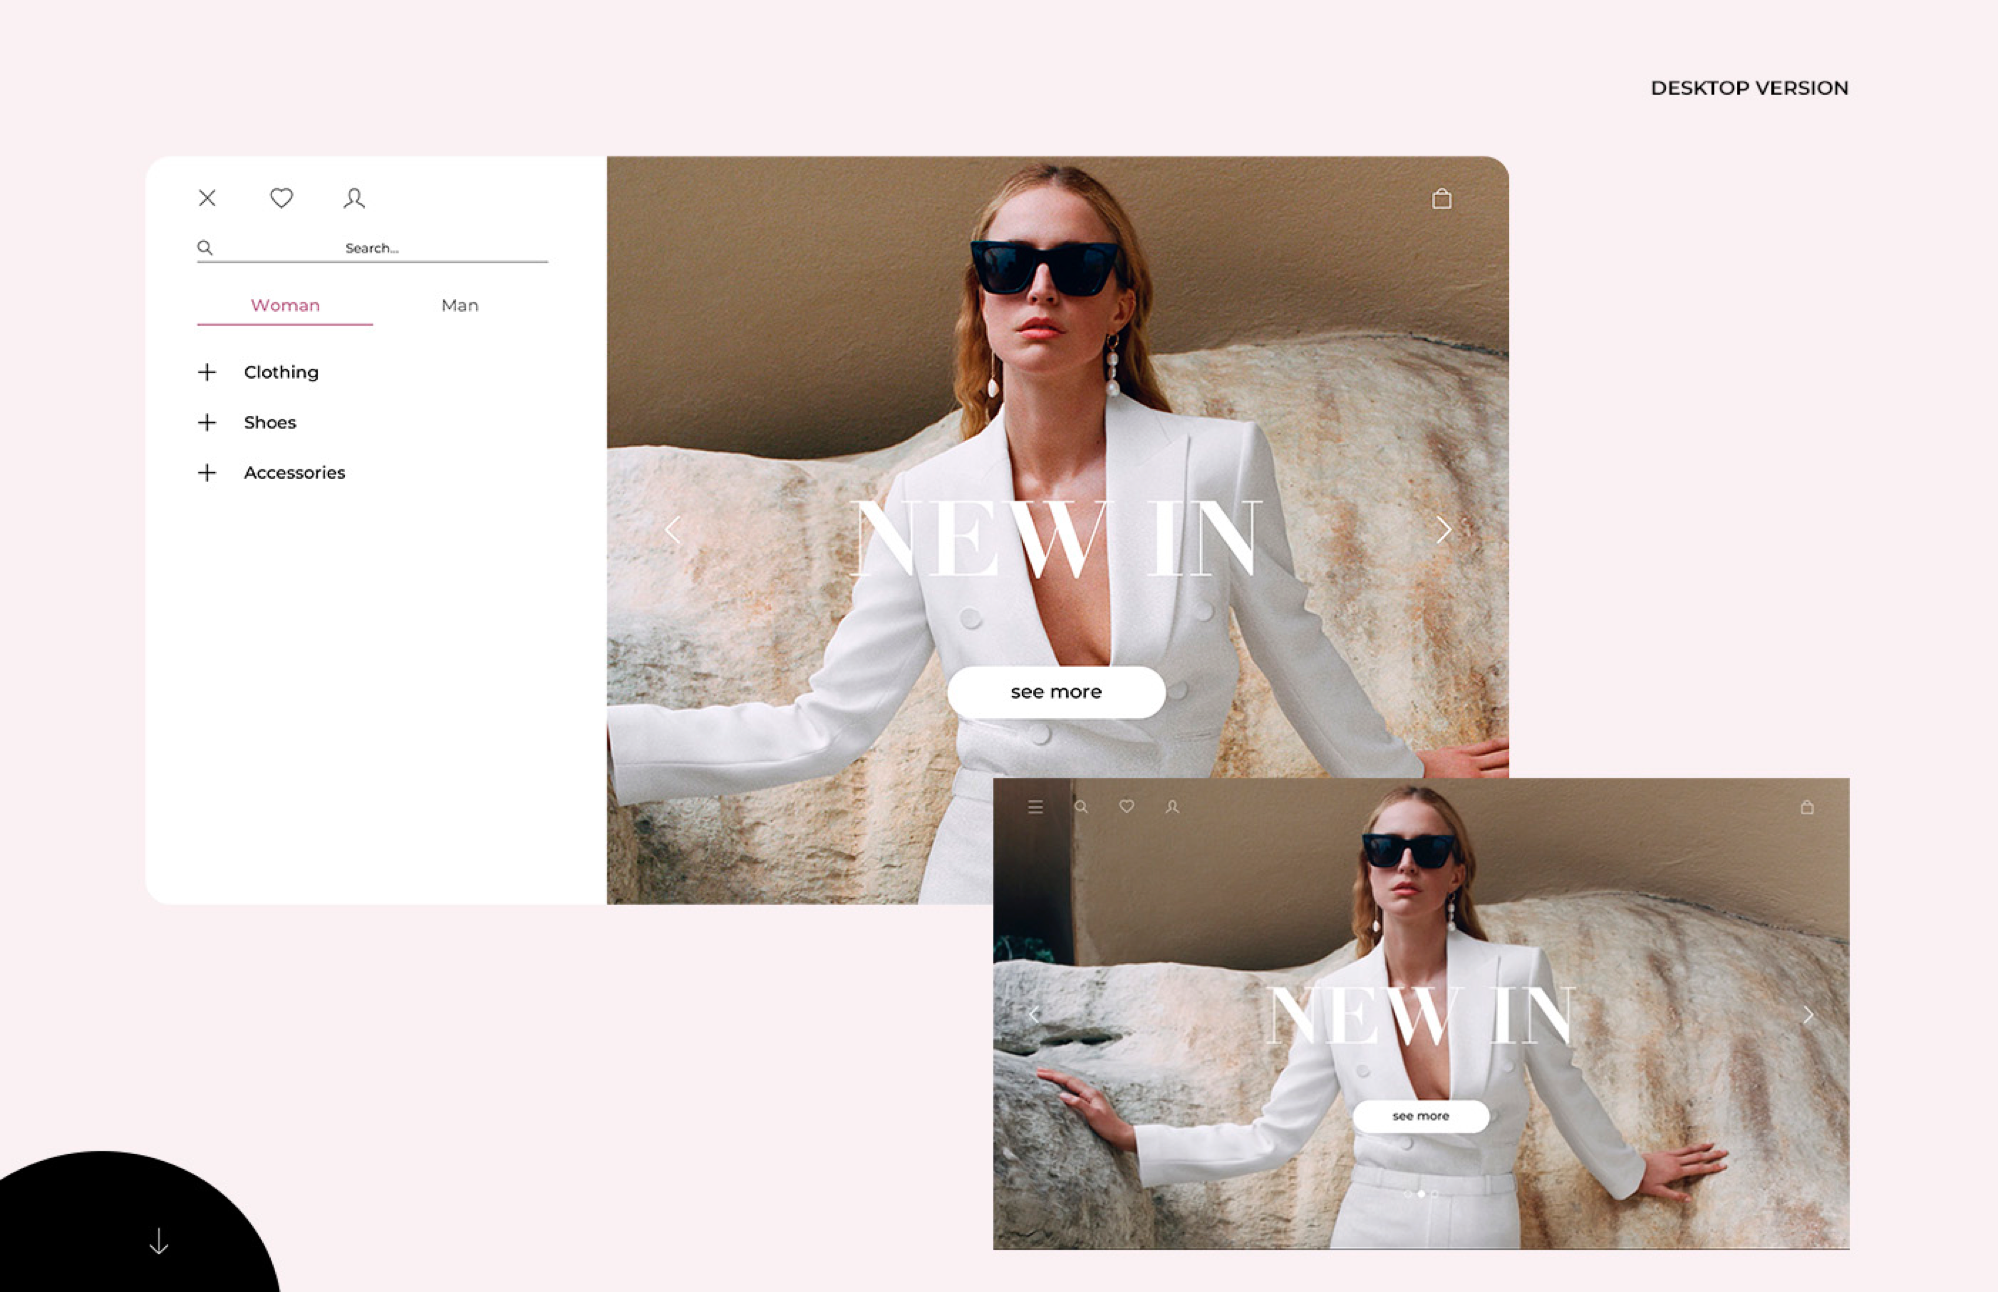 DESKTOP VERSION
Search...
Woman Man
Clothing
Shoes
Accessories
NEW IN
see more
NEW IN
see more